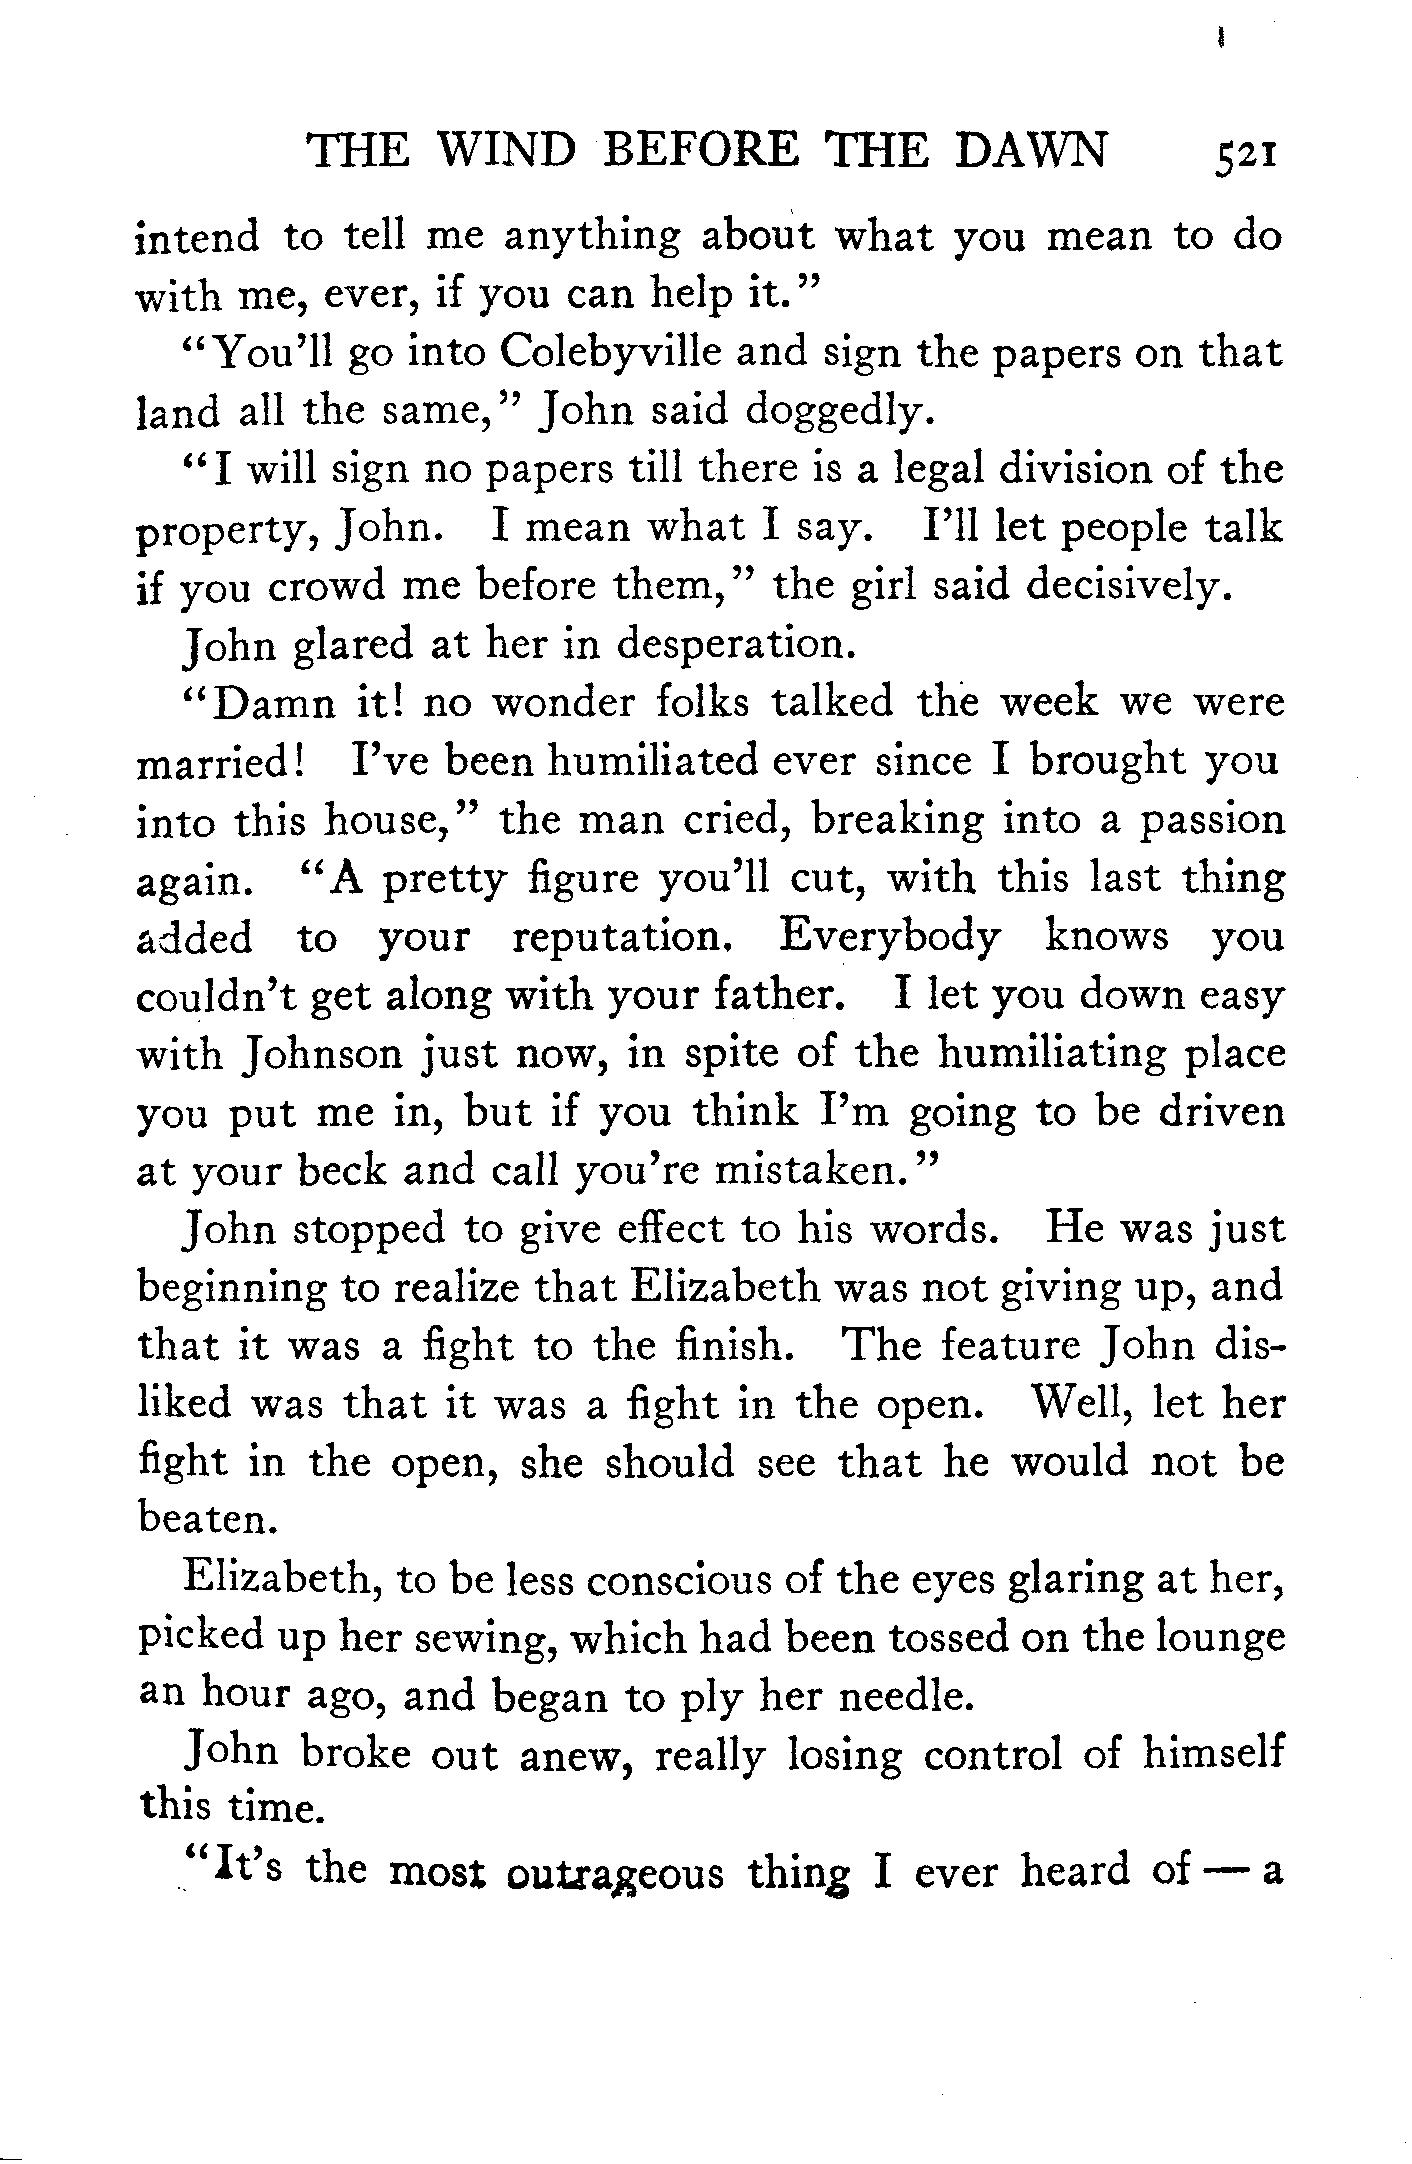 THE WIND BEFORE THE DAWN 521
intend to tell me anything about what you mean to do
with me, ever, if you can help it."
"You'll go into Colebyville and sign the papers on that
land all the same," John said doggedly.
"I will sign no papers till there is a legal division of the
property, John. I mean what I say. I'll let people talk
if you crowd me before them," the girl said decisively.
John glared at her in desperation.
"Damn it! no wonder folks talked the week we were
married! I've been humiliated ever since I brought you
into this house," the man cried, breaking into a passion
again. "A pretty figure you'll cut, with this last thing
added to your reputation. Everybody knows you
couldn't get along with your father. I let you down easy
with Johnson just now, in spite of the humiliating place
you put me in, but if you think I'm going to be driven
at your beck and call you're mistaken."
John stopped to give effect to his words. He was just
beginning to realize that Elizabeth was not giving up, and
that it was a fight to the finish. The feature John dis-
liked was that it was a fight in the open. Well, let her
fight in the open, she should see that he would not be
beaten.
Elizabeth, to be less conscious of the eyes glaring at her,
picked up her sewing, which had been tossed on the lounge
an hour ago, and began to ply her needle.
John broke out anew, really losing control of himself
this time.
"It's the most outrageous thing I ever heard of — a